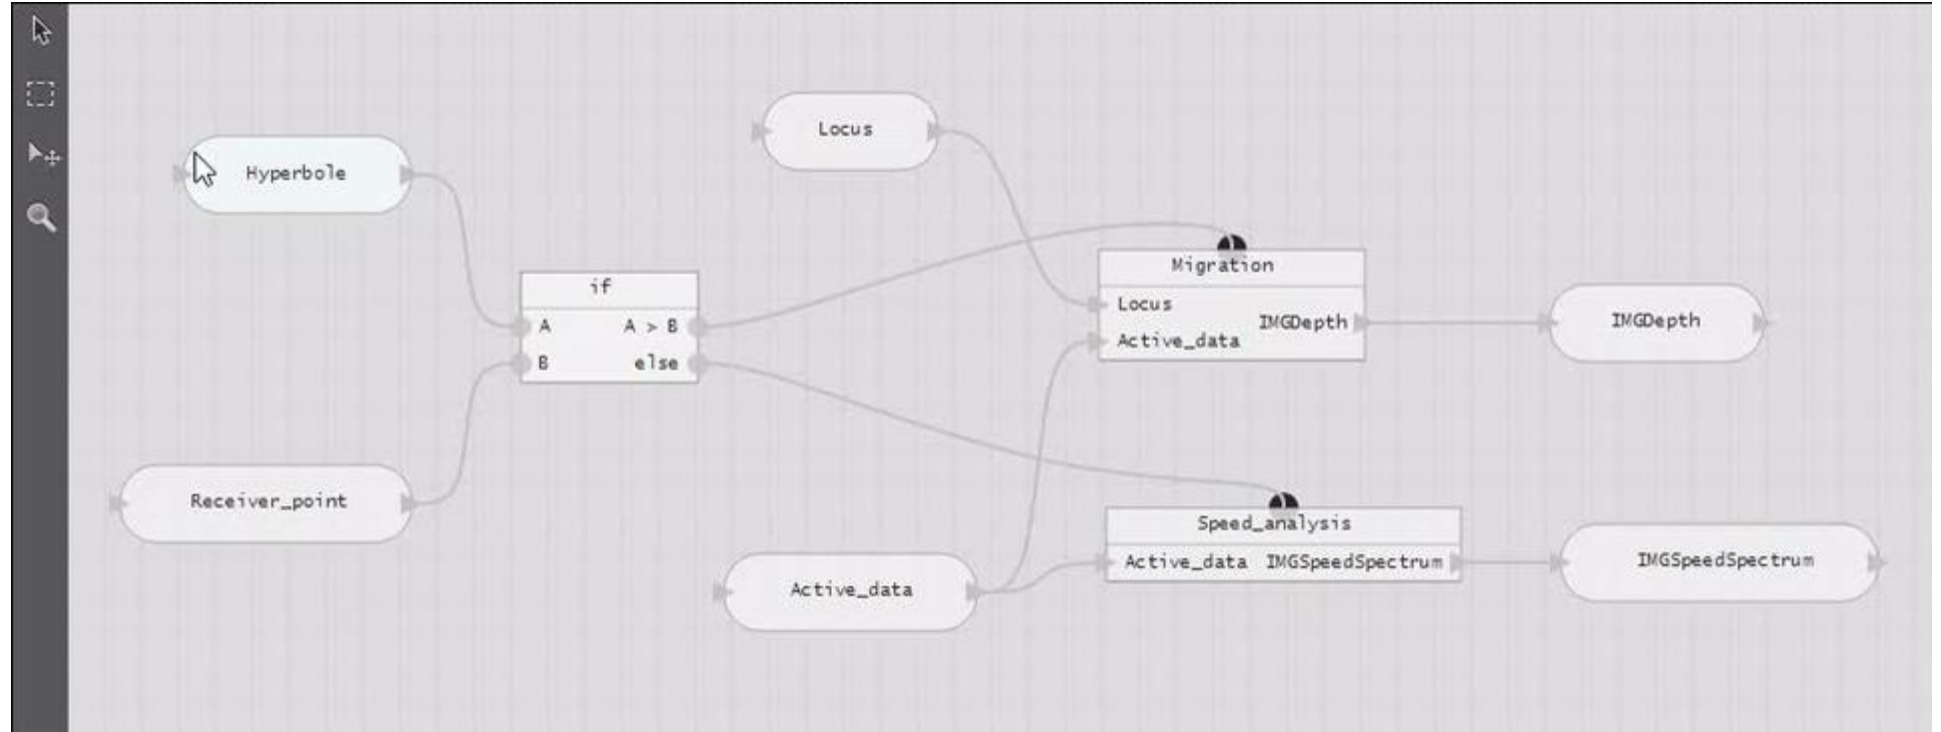 Locus
Hyperbole
if
A A > B
B else
Migration
Locus
IMGDepth
Active_data
IMGDepth
Receiver_point
Speed_analysis
Active_data IMGSpeedSpectrum
IMGSpeedSpectrum
Active_data